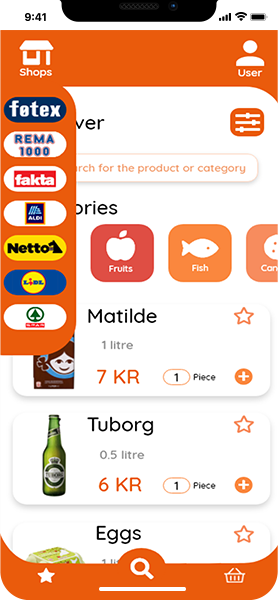 9:41
Shops
User
føtex
REMA
1000
fakta
ALDI
Netto
LIDL
SPAR
ver
arch for the product or category
ories
Fruits
Fish
Can
Matilde
1 litre
7 KR
1 Piece
Tuborg
0.5 litre
TUBORG
6 KR
1 Piece
Eggs